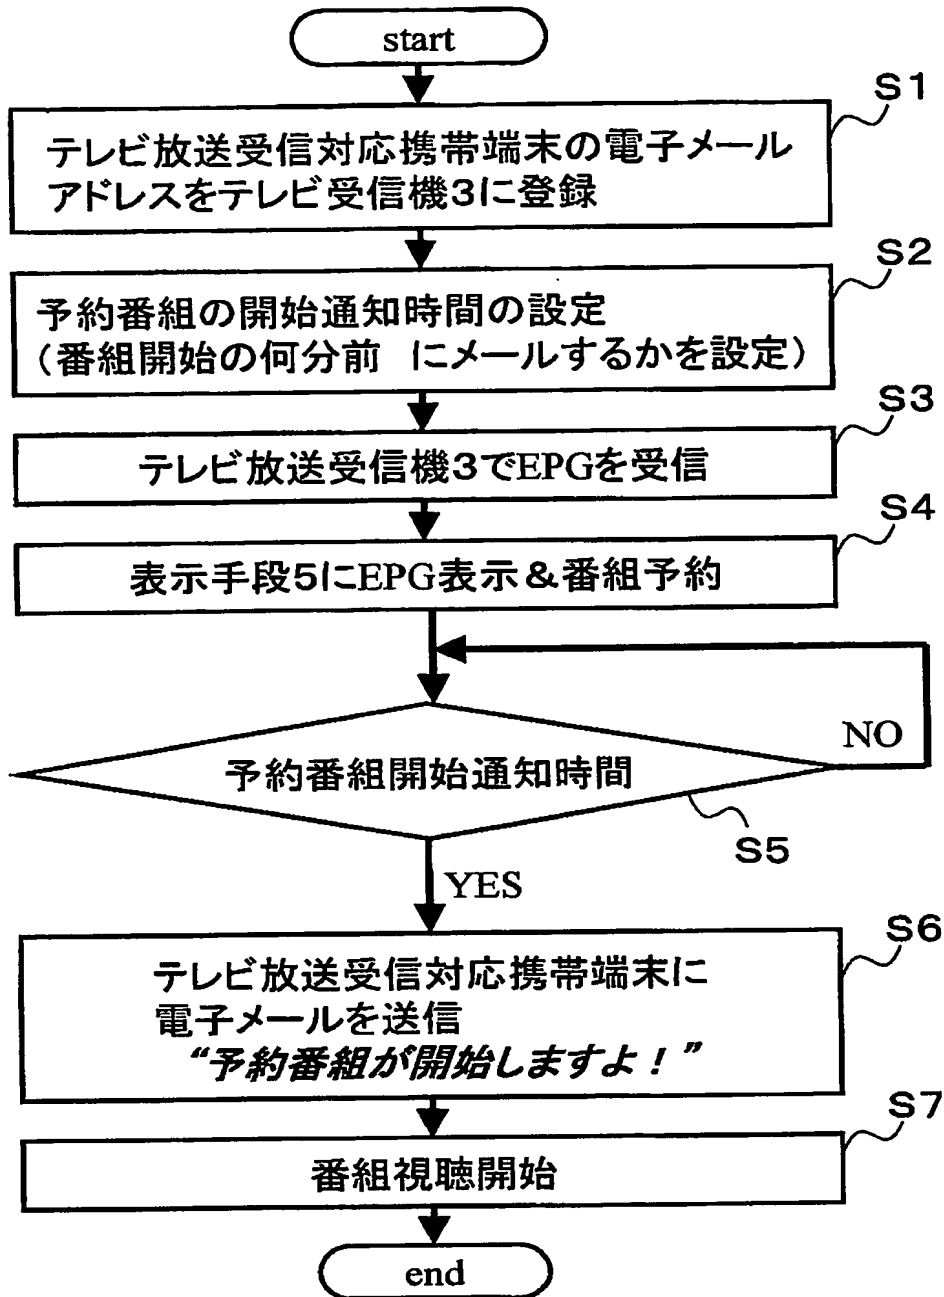 start
S1
テレビ放送受信対応携帯端末の電子メール
アドレスをテレビ受信機3に登録
S2
予約番組の開始通知時間の設定
(番組開始の何分前 にメールするかを設定)
S3
テレビ放送受信機3でEPGを受信
S4
表示手段5にEPG表示&番組予約
NO
予約番組開始通知時間
S5
YES
S6
テレビ放送受信対応携帯端末に
電子メールを送信
“予約番組が開始しますよ!”
S7
番組視聴開始
end